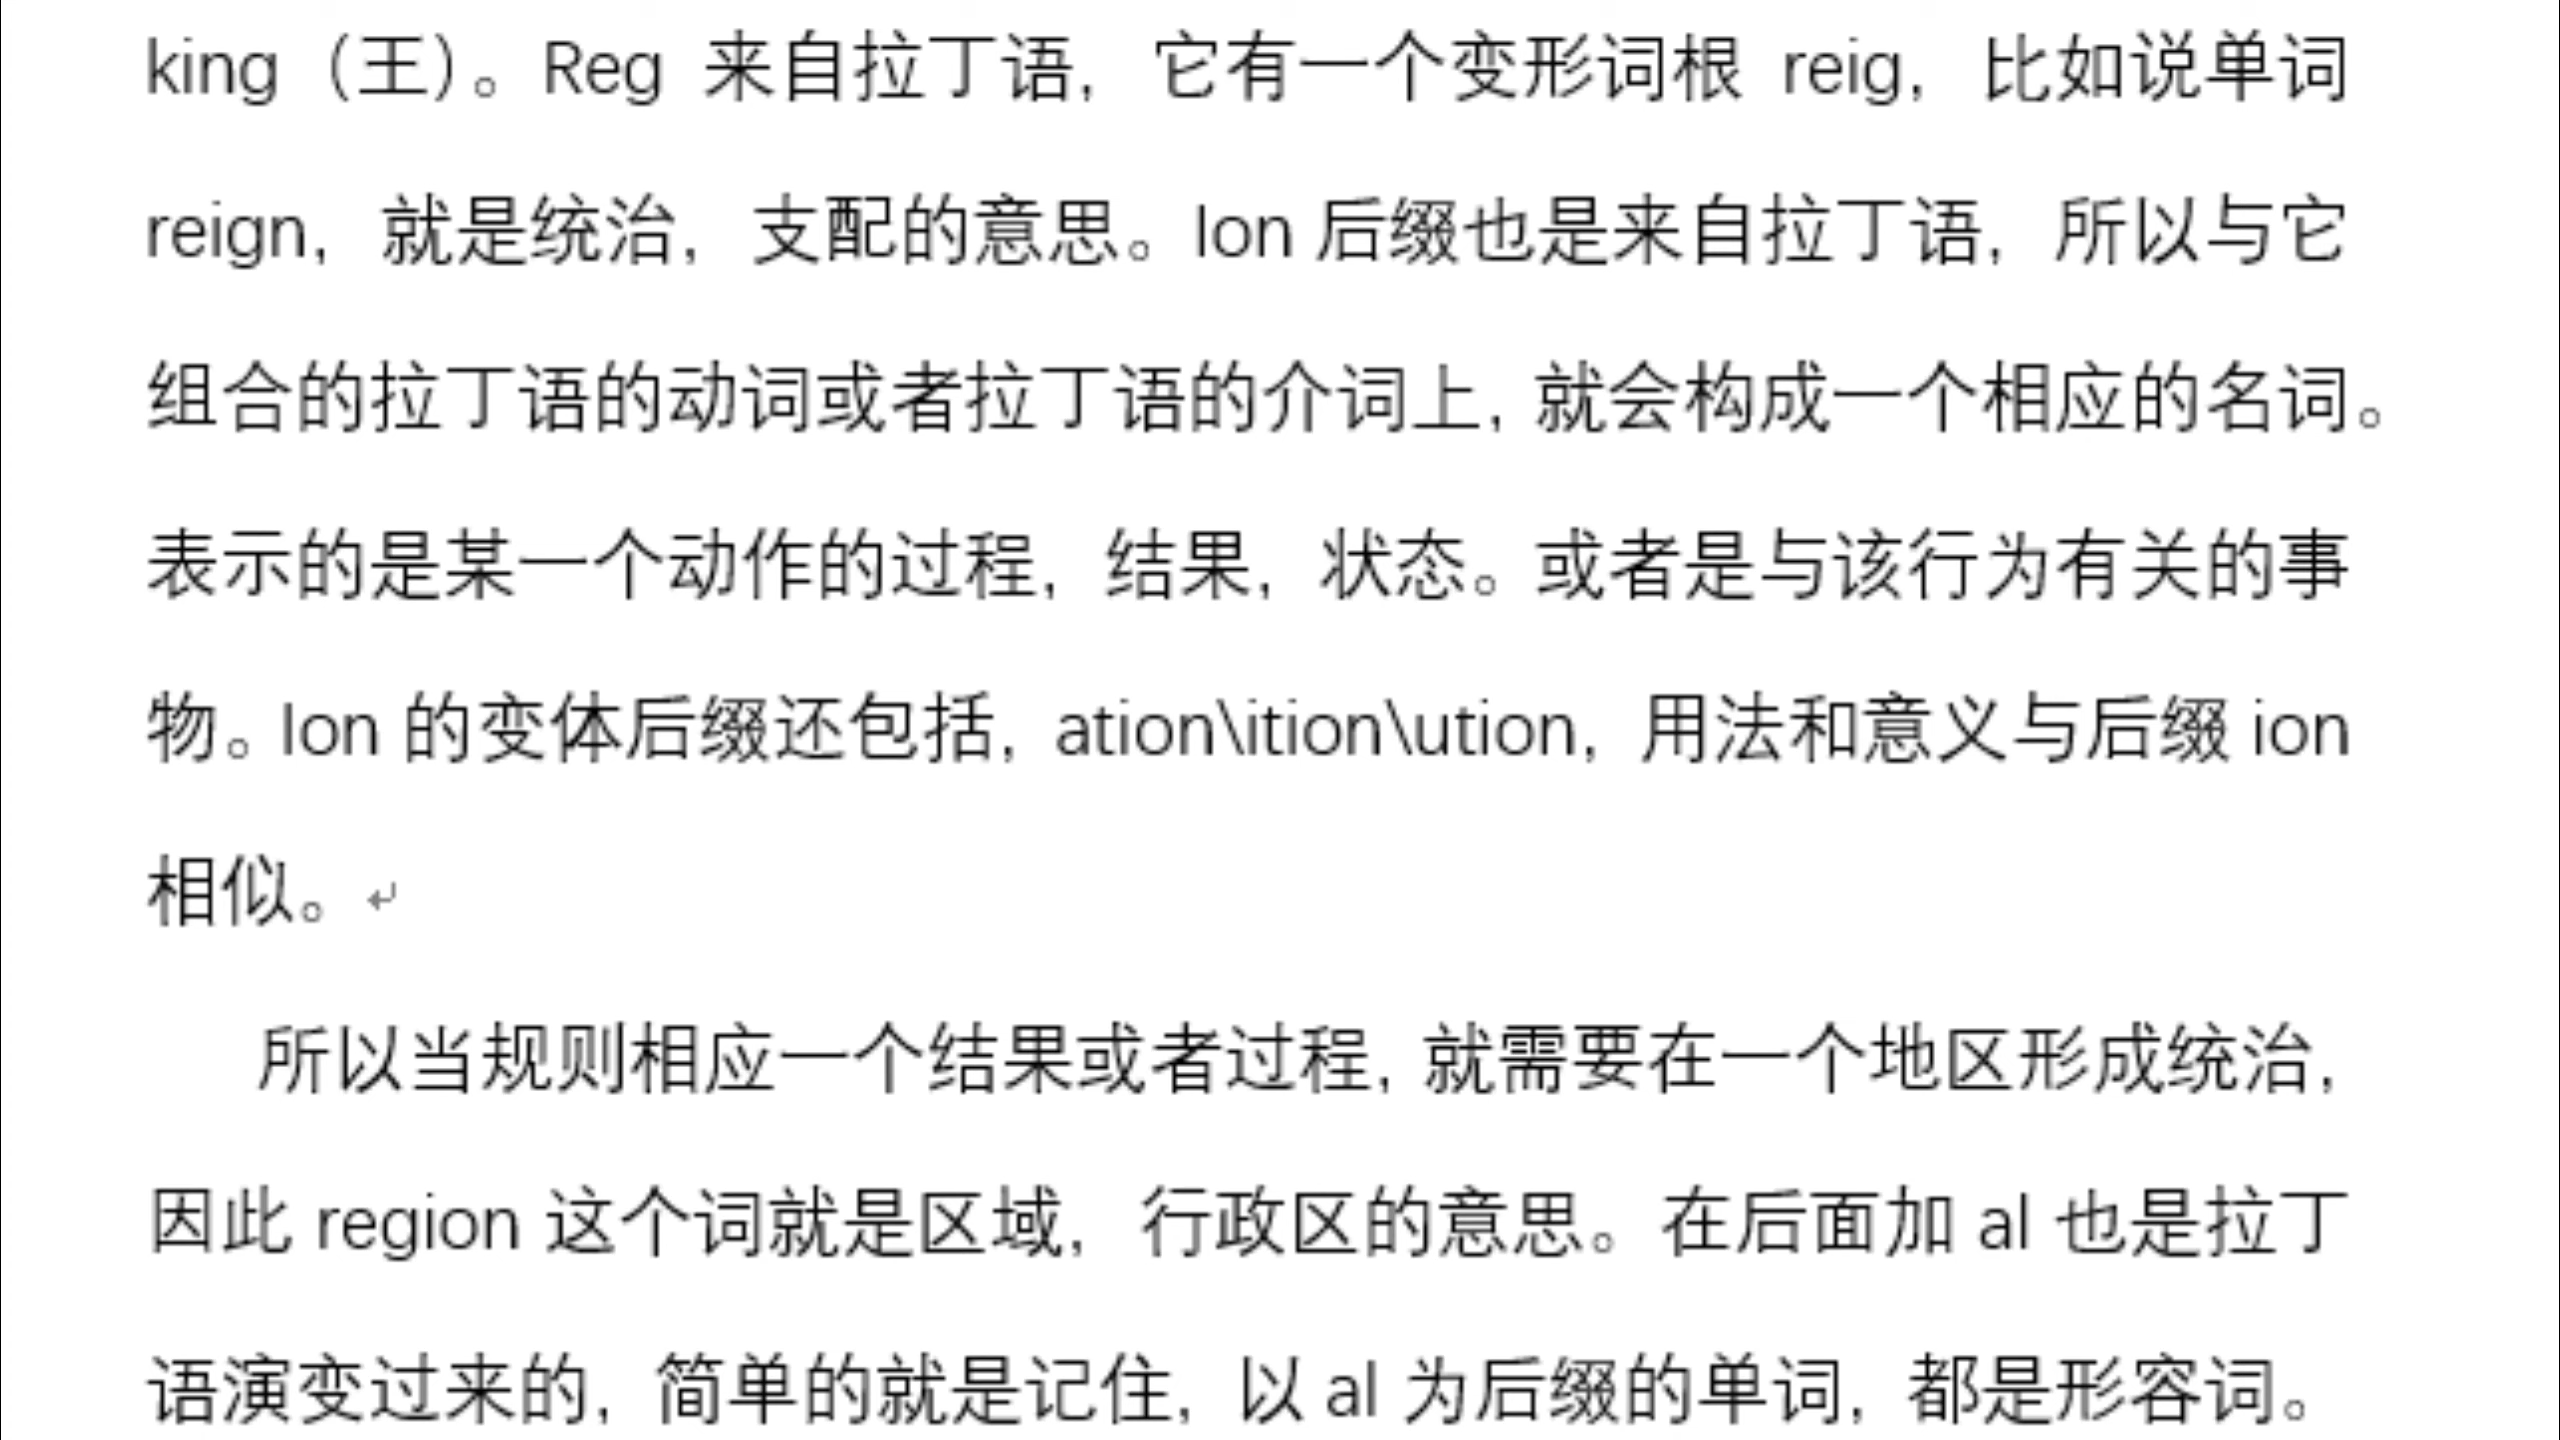 king（王）。Reg 来自拉丁语，它有一个变形词根 reig，比如说单词
reign，就是统治，支配的意思。Ion 后缀也是来自拉丁语，所以与它
组合的拉丁语的动词或者拉丁语的介词上，就会构成一个相应的名词。
表示的是某一个动作的过程，结果，状态。或者是与该行为有关的事
物。Ion 的变体后缀还包括，ation\ition\ution，用法和意义与后缀 ion
相似。
所以当规则相应一个结果或者过程，就需要在一个地区形成统治，
因此 region 这个词就是区域，行政区的意思。在后面加 al 也是拉丁
语演变过来的，简单的就是记住，以 al 为后缀的单词，都是形容词。